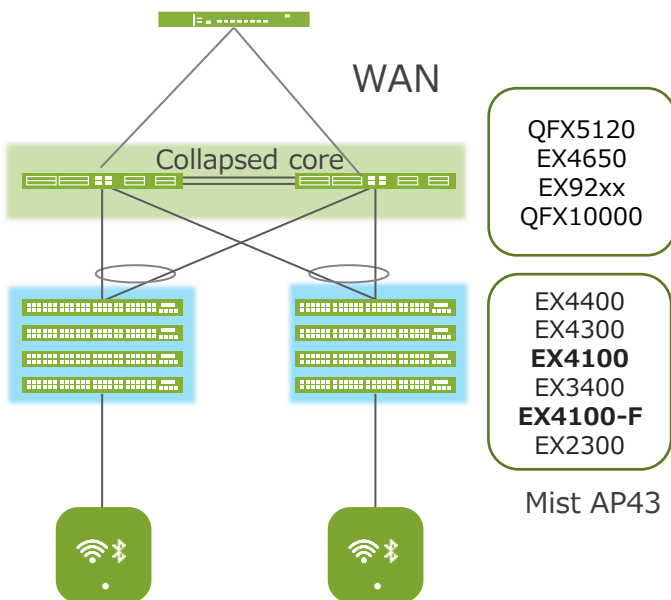 WAN
Collapsed core
QFX5120
EX4650
EX92xx
QFX10000
EX4400
EX4300
EX4100
EX3400
EX4100-F
EX2300
Mist AP43